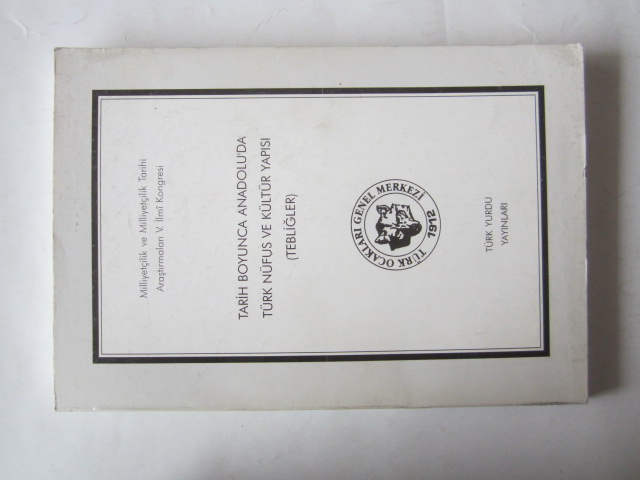 Milliyetçilik ve Milliyetçilik Tarihi
Araştırmaları V. İlmî Kongresi
TARİH BOYUNCA ANADOLU'DA
TÜRK NÜFUS VE KÜLTÜR YAPISI
(TEBLİĞLER)
TÜRK OCAKLARI GENEL MERKEZİ
1912
TÜRK YURDU
YAYINLARI